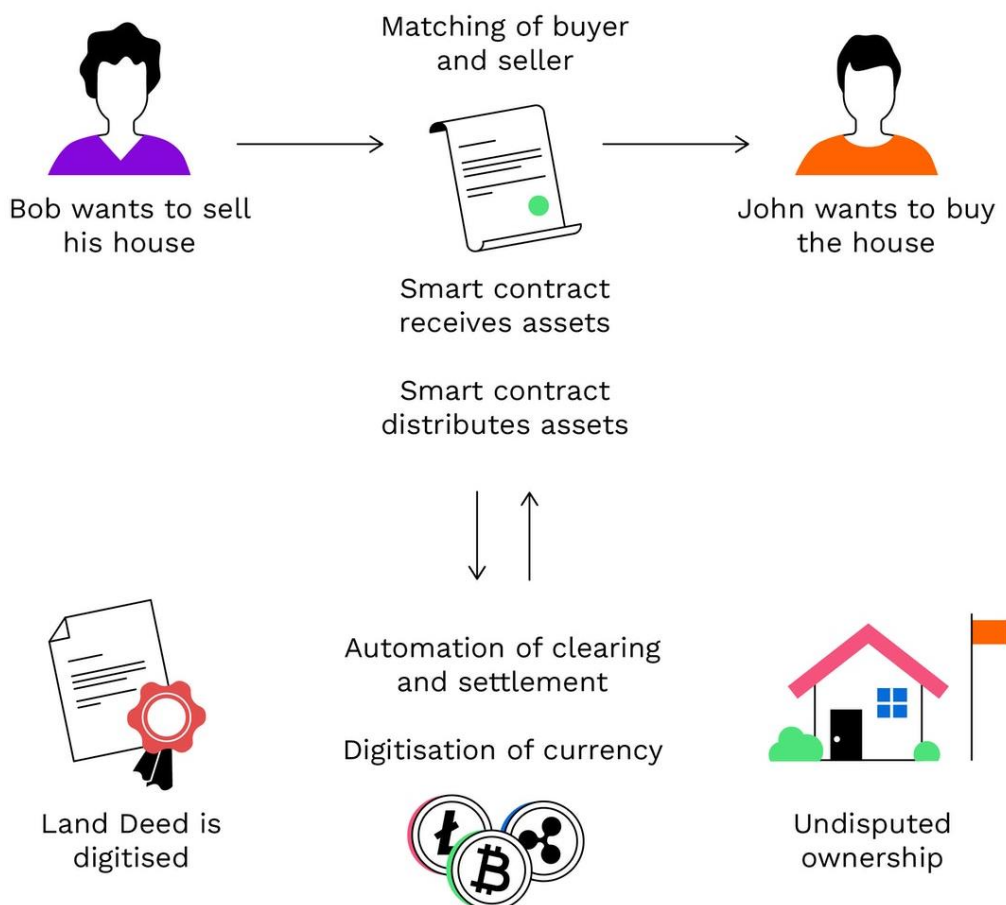 Matching of buyer
and seller
Bob wants to sell
his house
John wants to buy
the house
Smart contract
receives assets
Smart contract
distributes assets
Automation of clearing
and settlement
Digitisation of currency
Land Deed is
digitised
Undisputed
ownership